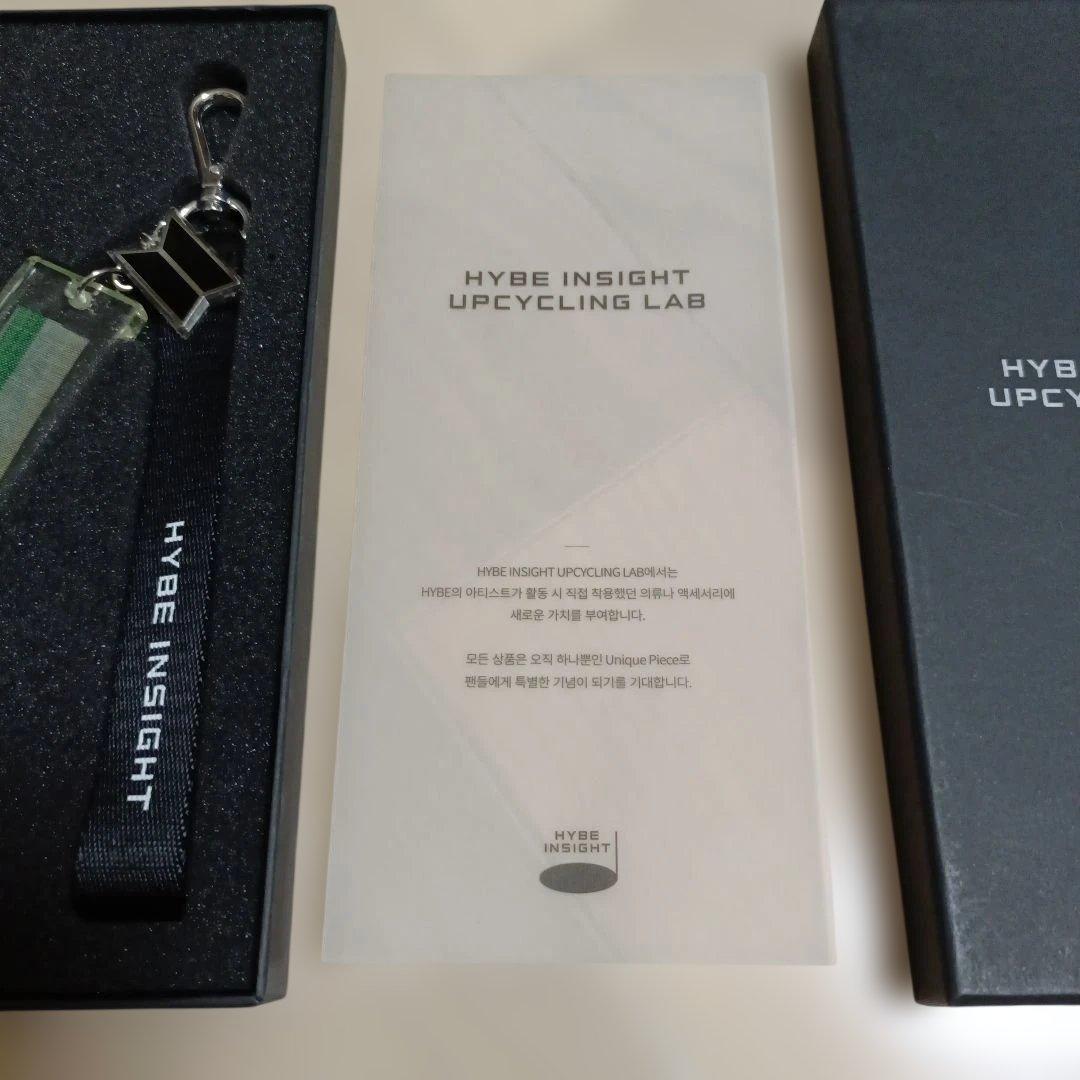 HYBE INSIGHT
HYBE INSIGHT
UPCYCLING LAB
HYBE INSIGHT UPCYCLING LAB에서는
HYBE의 아티스트가 활동 시 직접 착용했던 의류나 액세서리에
새로운 가치를 부여합니다.
모든 상품은 오직 하나뿐인 Unique Piece로
팬들에게 특별한 기념이 되기를 기대합니다.
HYBE
INSIGHT
HYB
UPCY